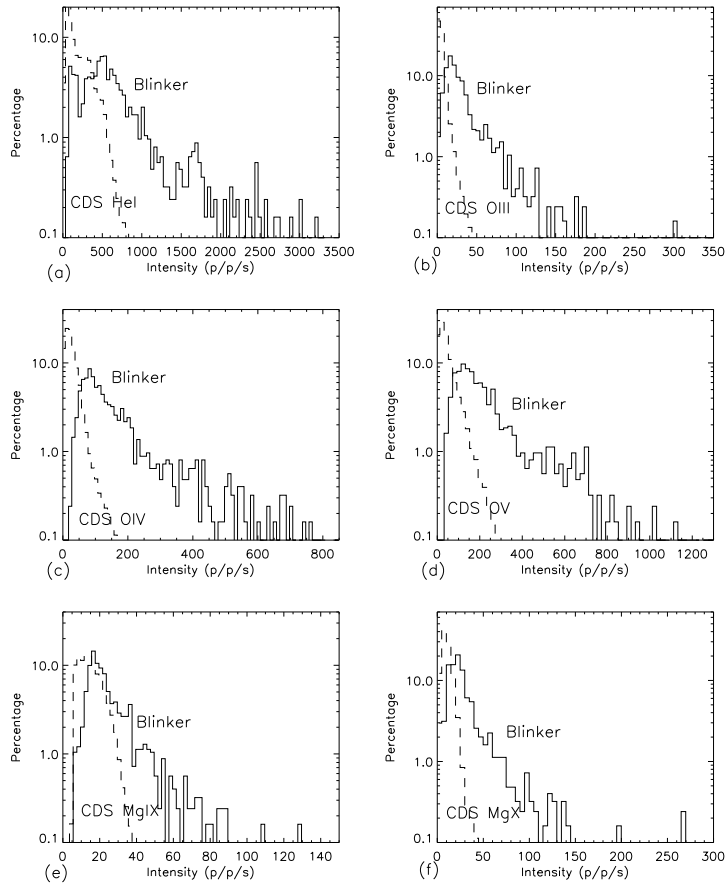 10.0
1.0
0.1
Percentage
Blinker
CDS HeI
0 500 1000 1500 2000 2500 3000 3500
Intensity (p/p/s)
(a)
10.0
1.0
0.1
Percentage
Blinker
CDS OIII
0 50 100 150 200 250 300 350
Intensity (p/p/s)
(b)
10.0
1.0
0.1
Percentage
Blinker
CDS OIV
0 200 400 600 800
Intensity (p/p/s)
(c)
10.0
1.0
0.1
Percentage
Blinker
CDS OV
0 200 400 600 800 1000 1200
Intensity (p/p/s)
(d)
10.0
1.0
0.1
Percentage
Blinker
CDS MgIX
0 20 40 60 80 100 120 140
Intensity (p/p/s)
(e)
10.0
1.0
0.1
Percentage
Blinker
CDS MgX
0 50 100 150 200 250 300
Intensity (p/p/s)
(f)